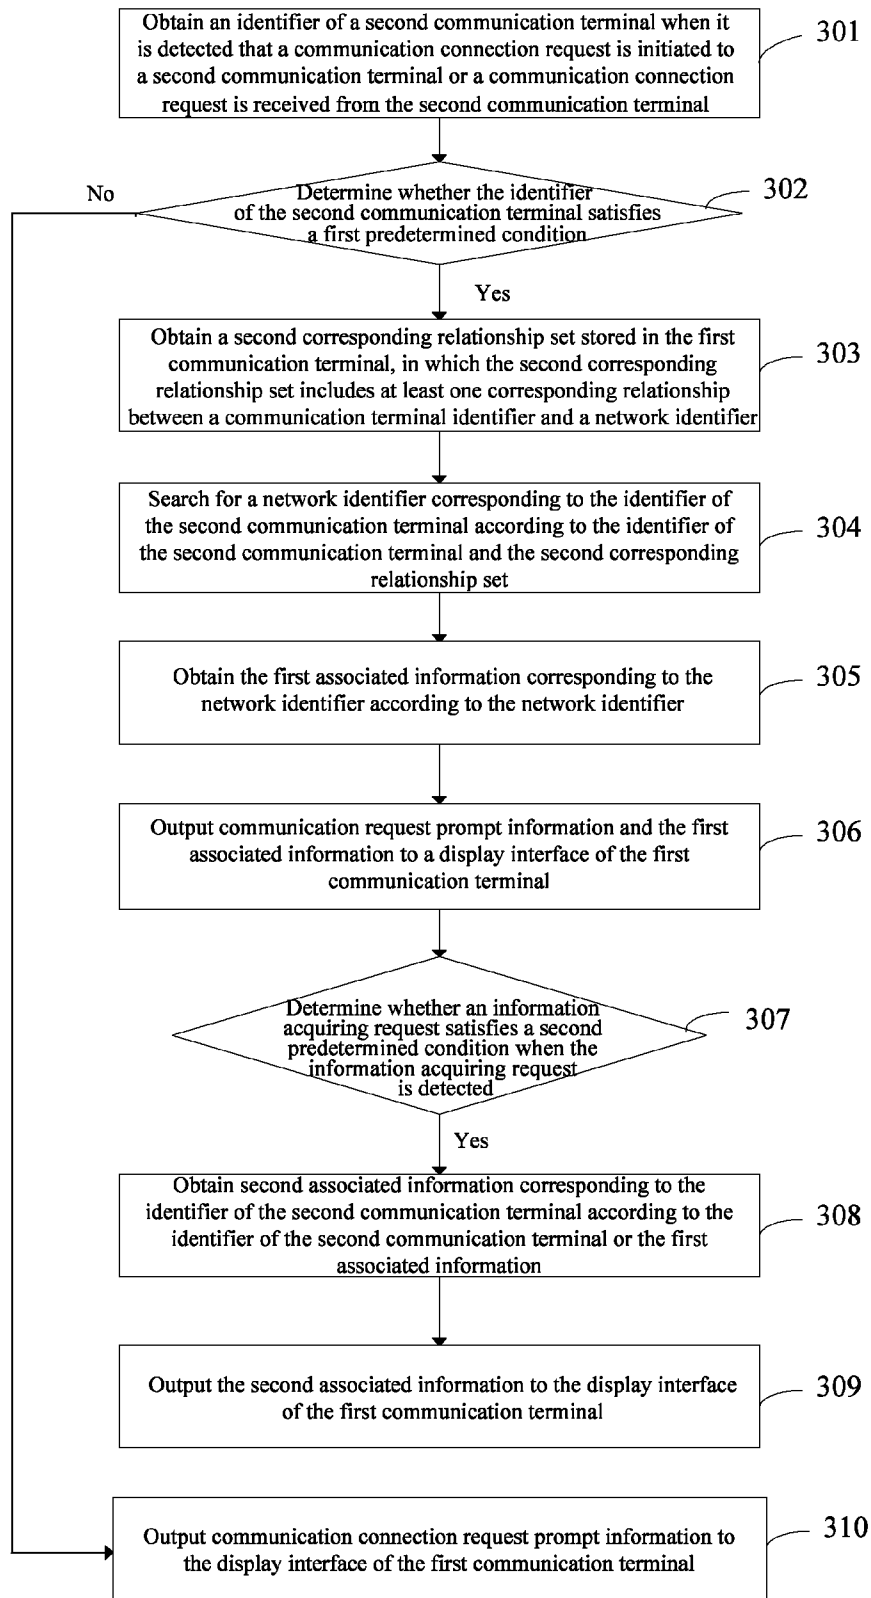 Obtain an identifier of a second communication terminal when it
is detected that a communication connection request is initiated to
a second communication terminal or a communication connection
request is received from the second communication terminal
301
Determine whether the identifier
of the second communication terminal satisfies
a first predetermined condition
302
No
Yes
Obtain a second corresponding relationship set stored in the first
communication terminal, in which the second corresponding
relationship set includes at least one corresponding relationship
between a communication terminal identifier and a network identifier
303
Search for a network identifier corresponding to the identifier of
the second communication terminal according to the identifier of
the second communication terminal and the second corresponding
relationship set
304
Obtain the first associated information corresponding to the
network identifier according to the network identifier
305
Output communication request prompt information and the first
associated information to a display interface of the first
communication terminal
306
Determine whether an information
acquiring request satisfies a second
predetermined condition when the
information acquiring request
is detected
307
Yes
Obtain second associated information corresponding to the
identifier of the second communication terminal according to the
identifier of the second communication terminal or the first
associated information
308
Output the second associated information to the display interface
of the first communication terminal
309
Output communication connection request prompt information to
the display interface of the first communication terminal
310